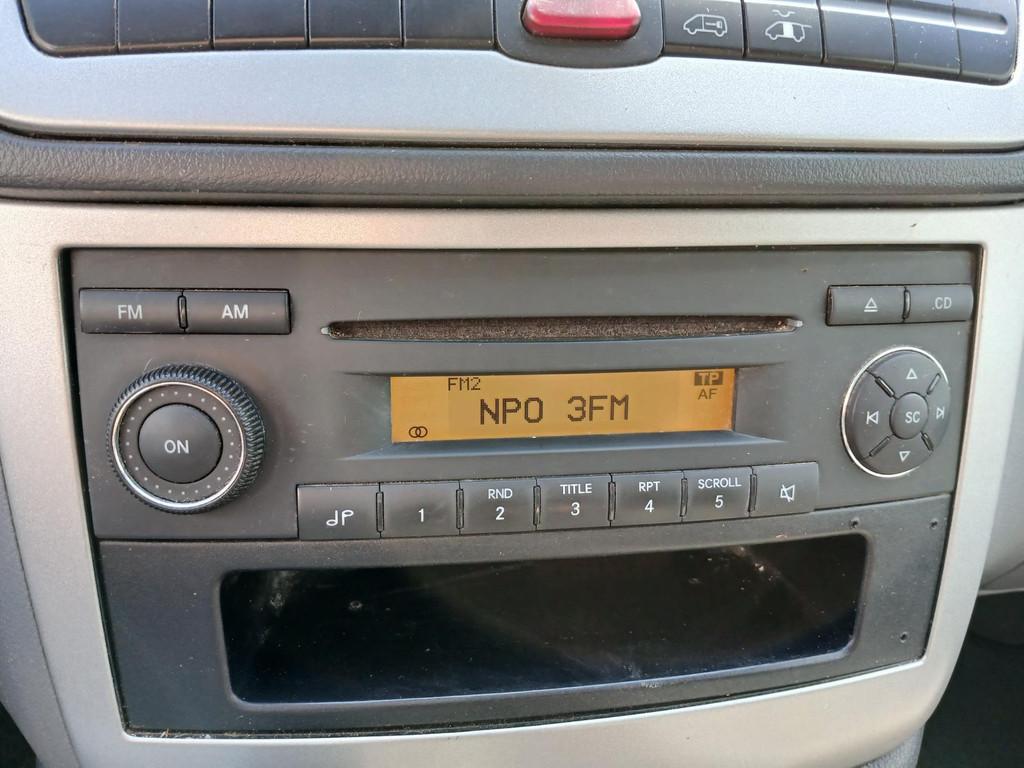 FM AM
CD
FM2 TP
AF
NPO 3FM
ON
SC
RND TITLE RPT SCROLL
1 2 3 4 5